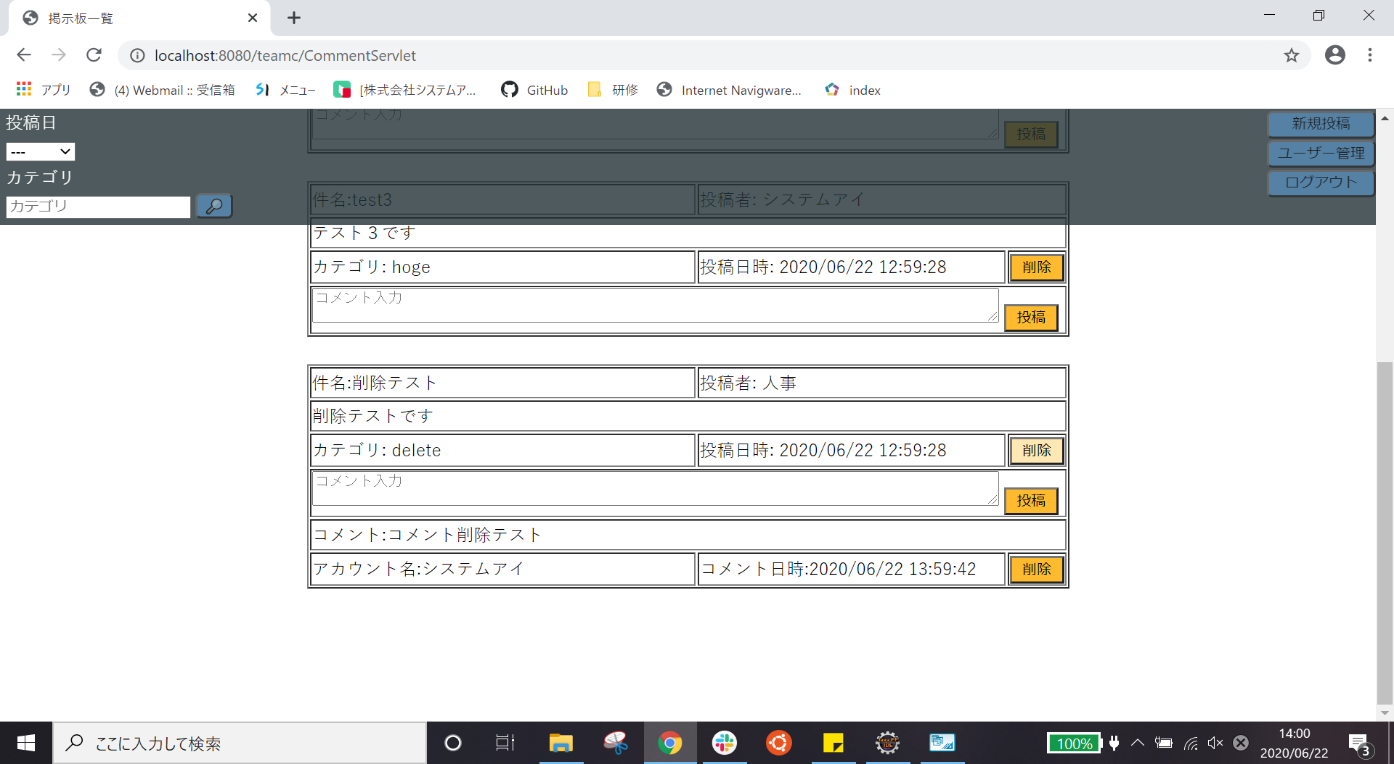 掲示板一覧
localhost:8080/teamc/CommentServlet
アプリ (4) Webmail :: 受信箱 メニュー [株式会社システムア... GitHub 研修 Internet Navigware... index
投稿日
---
カテゴリ
カテゴリ
新規投稿
ユーザー管理
ログアウト
コメント入力
投稿
件名:test3 投稿者: システムアイ
テスト３です
カテゴリ: hoge 投稿日時: 2020/06/22 12:59:28 削除
コメント入力
投稿
件名:削除テスト 投稿者: 人事
削除テストです
カテゴリ: delete 投稿日時: 2020/06/22 12:59:28 削除
コメント入力
投稿
コメント:コメント削除テスト
アカウント名:システムアイ コメント日時:2020/06/22 13:59:42 削除
ここに入力して検索
100%
14:00
2020/06/22
3